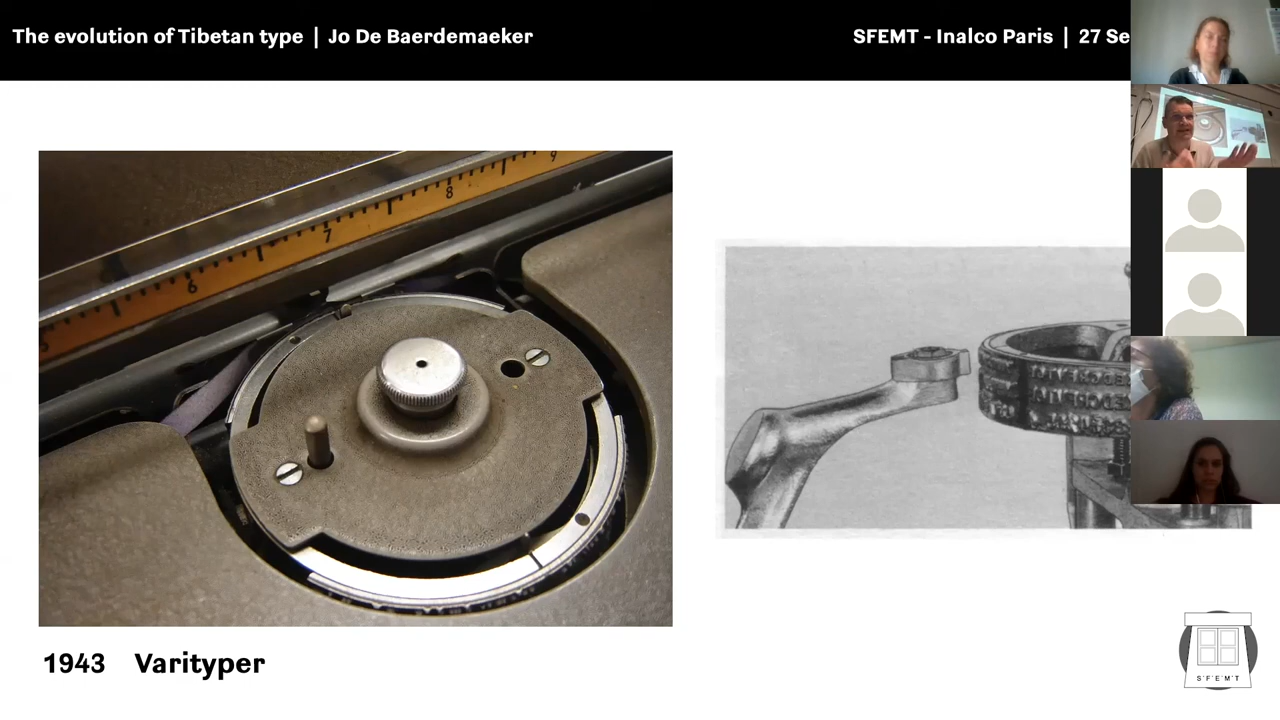 The evolution of Tibetan type | Jo De Baerdemaeker
SFEMT - Inalco Paris | 27 Se
9
8
7
6
1943 Varityper
S·F·E·M·T